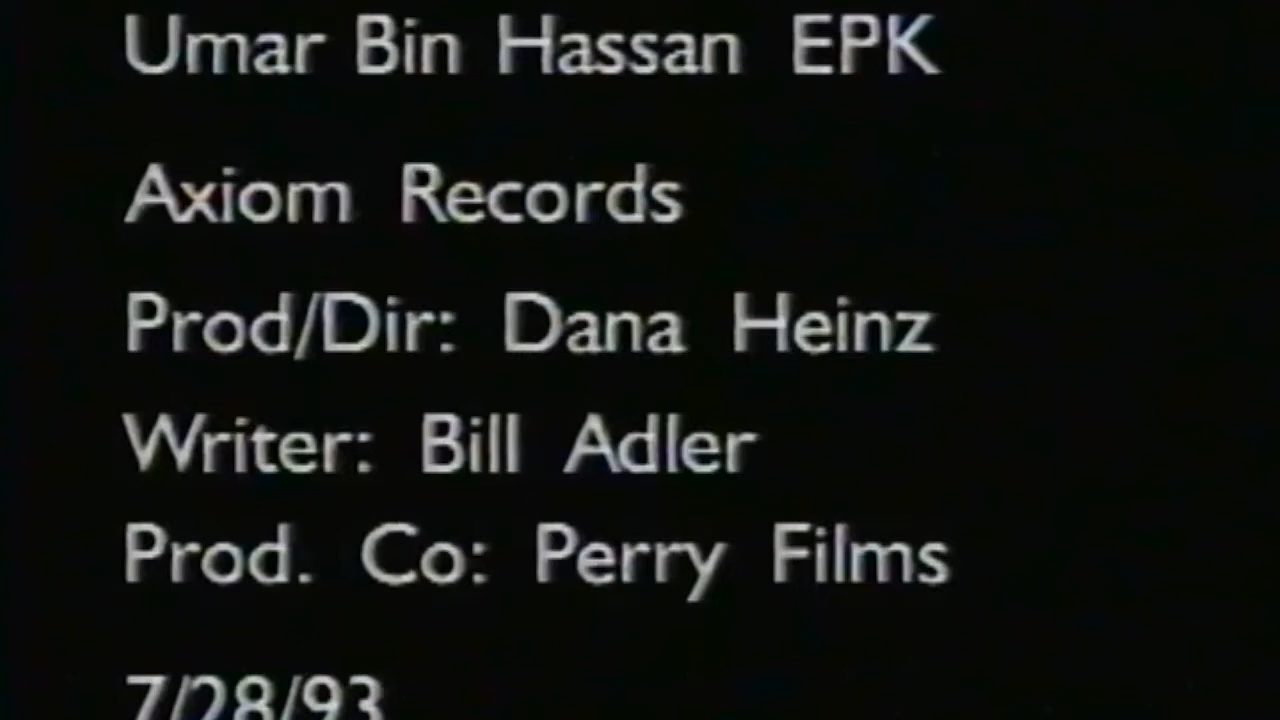 Umar Bin Hassan EPK
Axiom Records
Prod/Dir: Dana Heinz
Writer: Bill Adler
Prod. Co: Perry Films
7/28/93